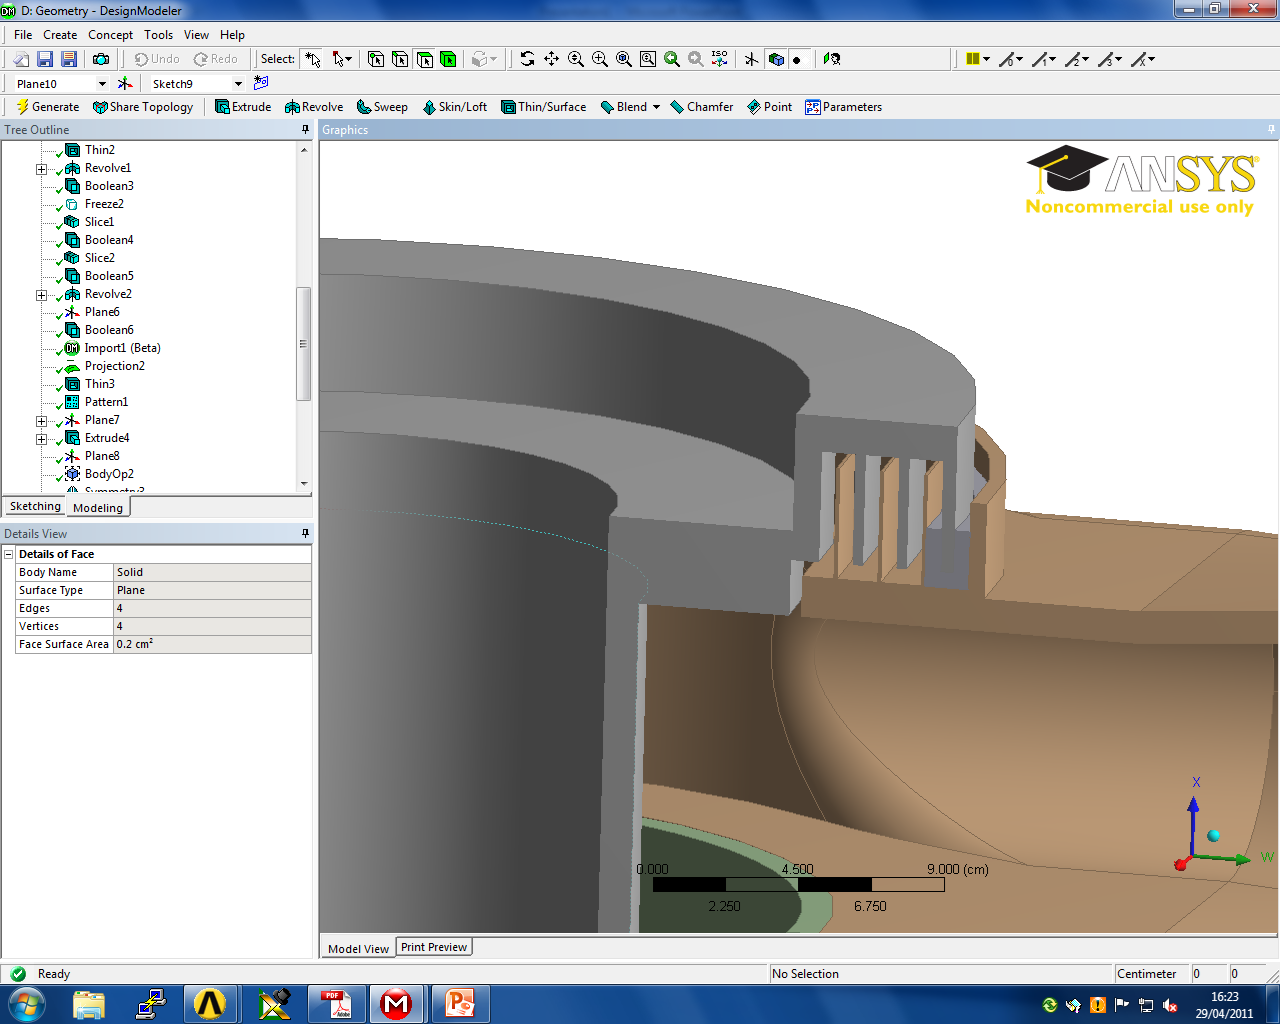 D: Geometry - DesignModeler
File Create Concept Tools View Help
Undo Redo Select: ISO
Plane10 Sketch9
Generate Share Topology Extrude Revolve Sweep Skin/Loft Thin/Surface Blend Chamfer Point Parameters
Tree Outline
Graphics
Thin2
Revolve1
Boolean3
Freeze2
Slice1
Boolean4
Slice2
Boolean5
Revolve2
Plane6
Boolean6
Import1 (Beta)
Projection2
Thin3
Pattern1
Plane7
Extrude4
Plane8
BodyOp2
Sketching Modeling
Details View
Details of Face
Body Name Solid
Surface Type Plane
Edges 4
Vertices 4
Face Surface Area 0.2 cm²
ANSYS®
Noncommercial use only
X
W
0.000 4.500 9.000 (cm)
2.250 6.750
Model View Print Preview
Ready No Selection Centimeter 0 0
PDF
Adobe
16:23
29/04/2011